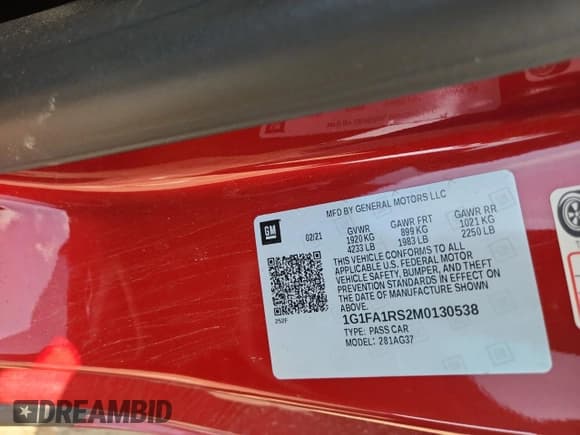 MFD BY GENERAL MOTORS LLC
GM
02/21
GVWR GAWR FRT GAWR RR
1920 KG 899 KG 1021 KG
4233 LB 1983 LB 2250 LB
THIS VEHICLE CONFORMS TO ALL
APPLICABLE U.S. FEDERAL MOTOR
VEHICLE SAFETY, BUMPER, AND THEFT
PREVENTION STANDARDS IN EFFECT ON
THE DATE OF MANUFACTURE SHOWN
ABOVE.
252F
1G1FA1RS2M0130538
TYPE: PASS CAR
MODEL: 281AG37
DREAMBID